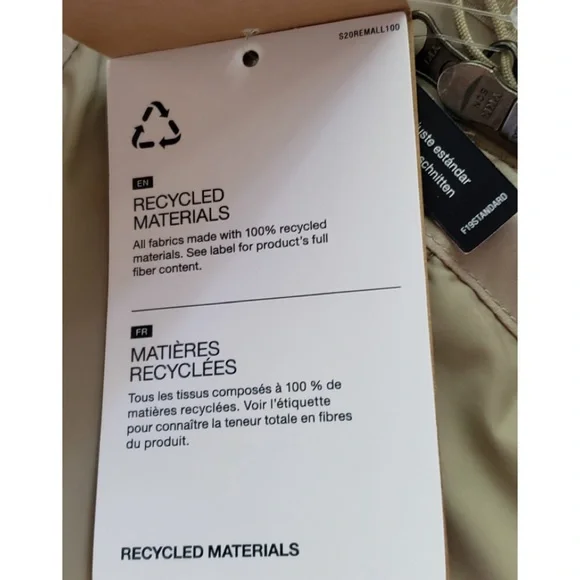 S20REMALL100
EN
RECYCLED
MATERIALS
All fabrics made with 100% recycled
materials. See label for product's full
fiber content.
FR
MATIÈRES
RECYCLÉES
Tous les tissus composés à 100 % de
matières recyclées. Voir l'étiquette
pour connaître la teneur totale en fibres
du produit.
RECYCLED MATERIALS
estándar
schnitten
F19STANDARD
YKK